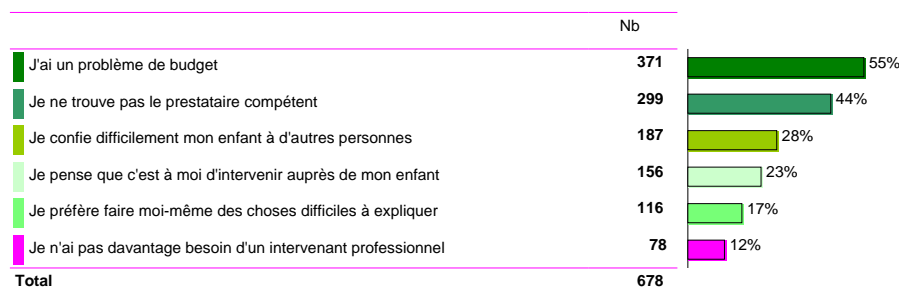 Nb
J'ai un problème de budget 371 55%
Je ne trouve pas le prestataire compétent 299 44%
Je confie difficilement mon enfant à d'autres personnes 187 28%
Je pense que c'est à moi d'intervenir auprès de mon enfant 156 23%
Je préfère faire moi-même des choses difficiles à expliquer 116 17%
Je n'ai pas davantage besoin d'un intervenant professionnel 78 12%
Total 678